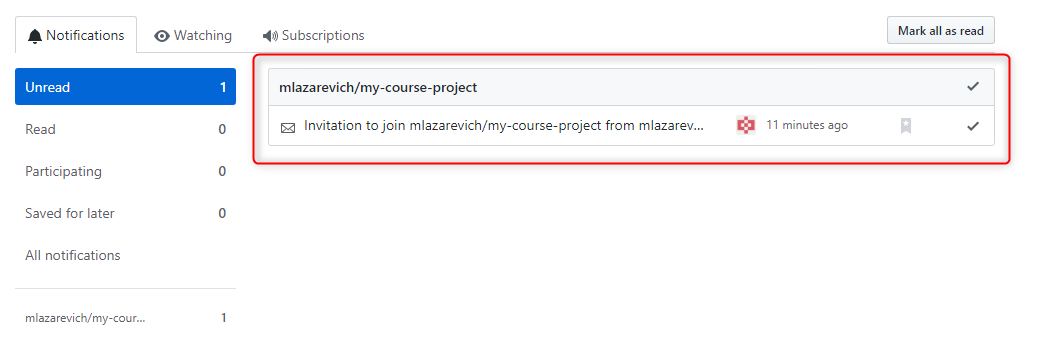 Notifications Watching Subscriptions Mark all as read
Unread 1
mlazarevich/my-course-project
Invitation to join mlazarevich/my-course-project from mlazarev... 11 minutes ago
Read 0
Participating 0
Saved for later 0
All notifications
mlazarevich/my-cour... 1